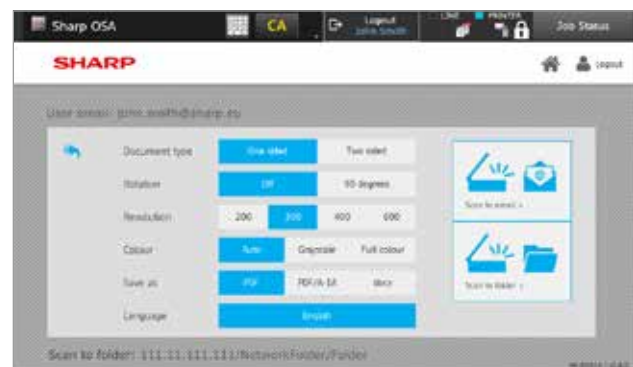 Sharp OSA CA Logout John Smith LINE PRINTER Job Status
SHARP Logout
User email: john.smith@sharp.eu
Document type One sided Two sided
Rotation Off 90 degrees
Resolution 200 300 400 600
Colour Auto Grayscale Full colour
Save as PDF PDF/A-1A docx
Language English
Scan to email >
Scan to folder >
Scan to folder: 111.11.111.111/NetworkFolder/Folder